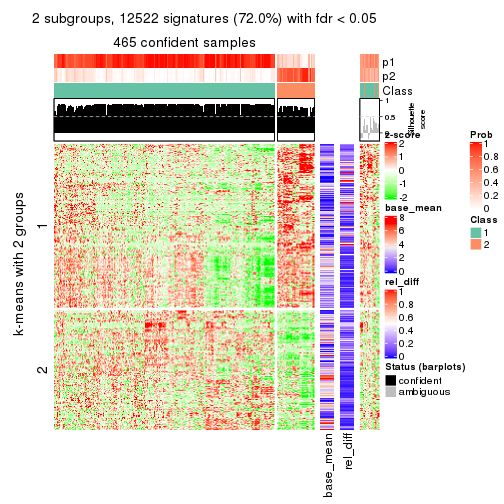 2 subgroups, 12522 signatures (72.0%) with fdr < 0.05
465 confident samples
p1
p2
Class
1
0.5
0
Silhouette
score
k-means with 2 groups
1
2
base_mean
rel_diff
z-score
2
1
0
-1
-2
base_mean
8
6
4
2
0
rel_diff
1
0.8
0.6
0.4
0.2
0
Status (barplots)
confident
ambiguous
Prob
1
0.8
0.6
0.4
0.2
0
Class
1
2